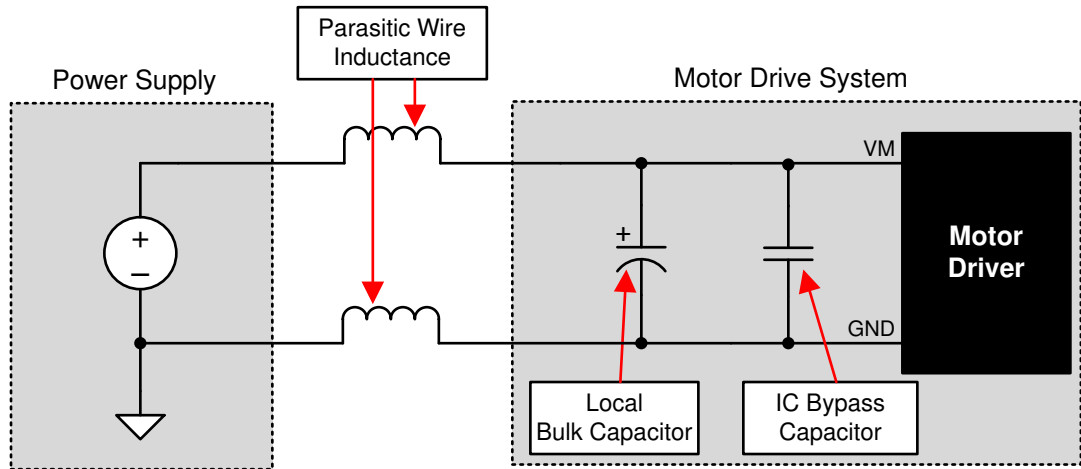 Parasitic Wire
Inductance
Power Supply
Motor Drive System
VM
+
–
+
Motor
Driver
GND
Local
Bulk Capacitor
IC Bypass
Capacitor